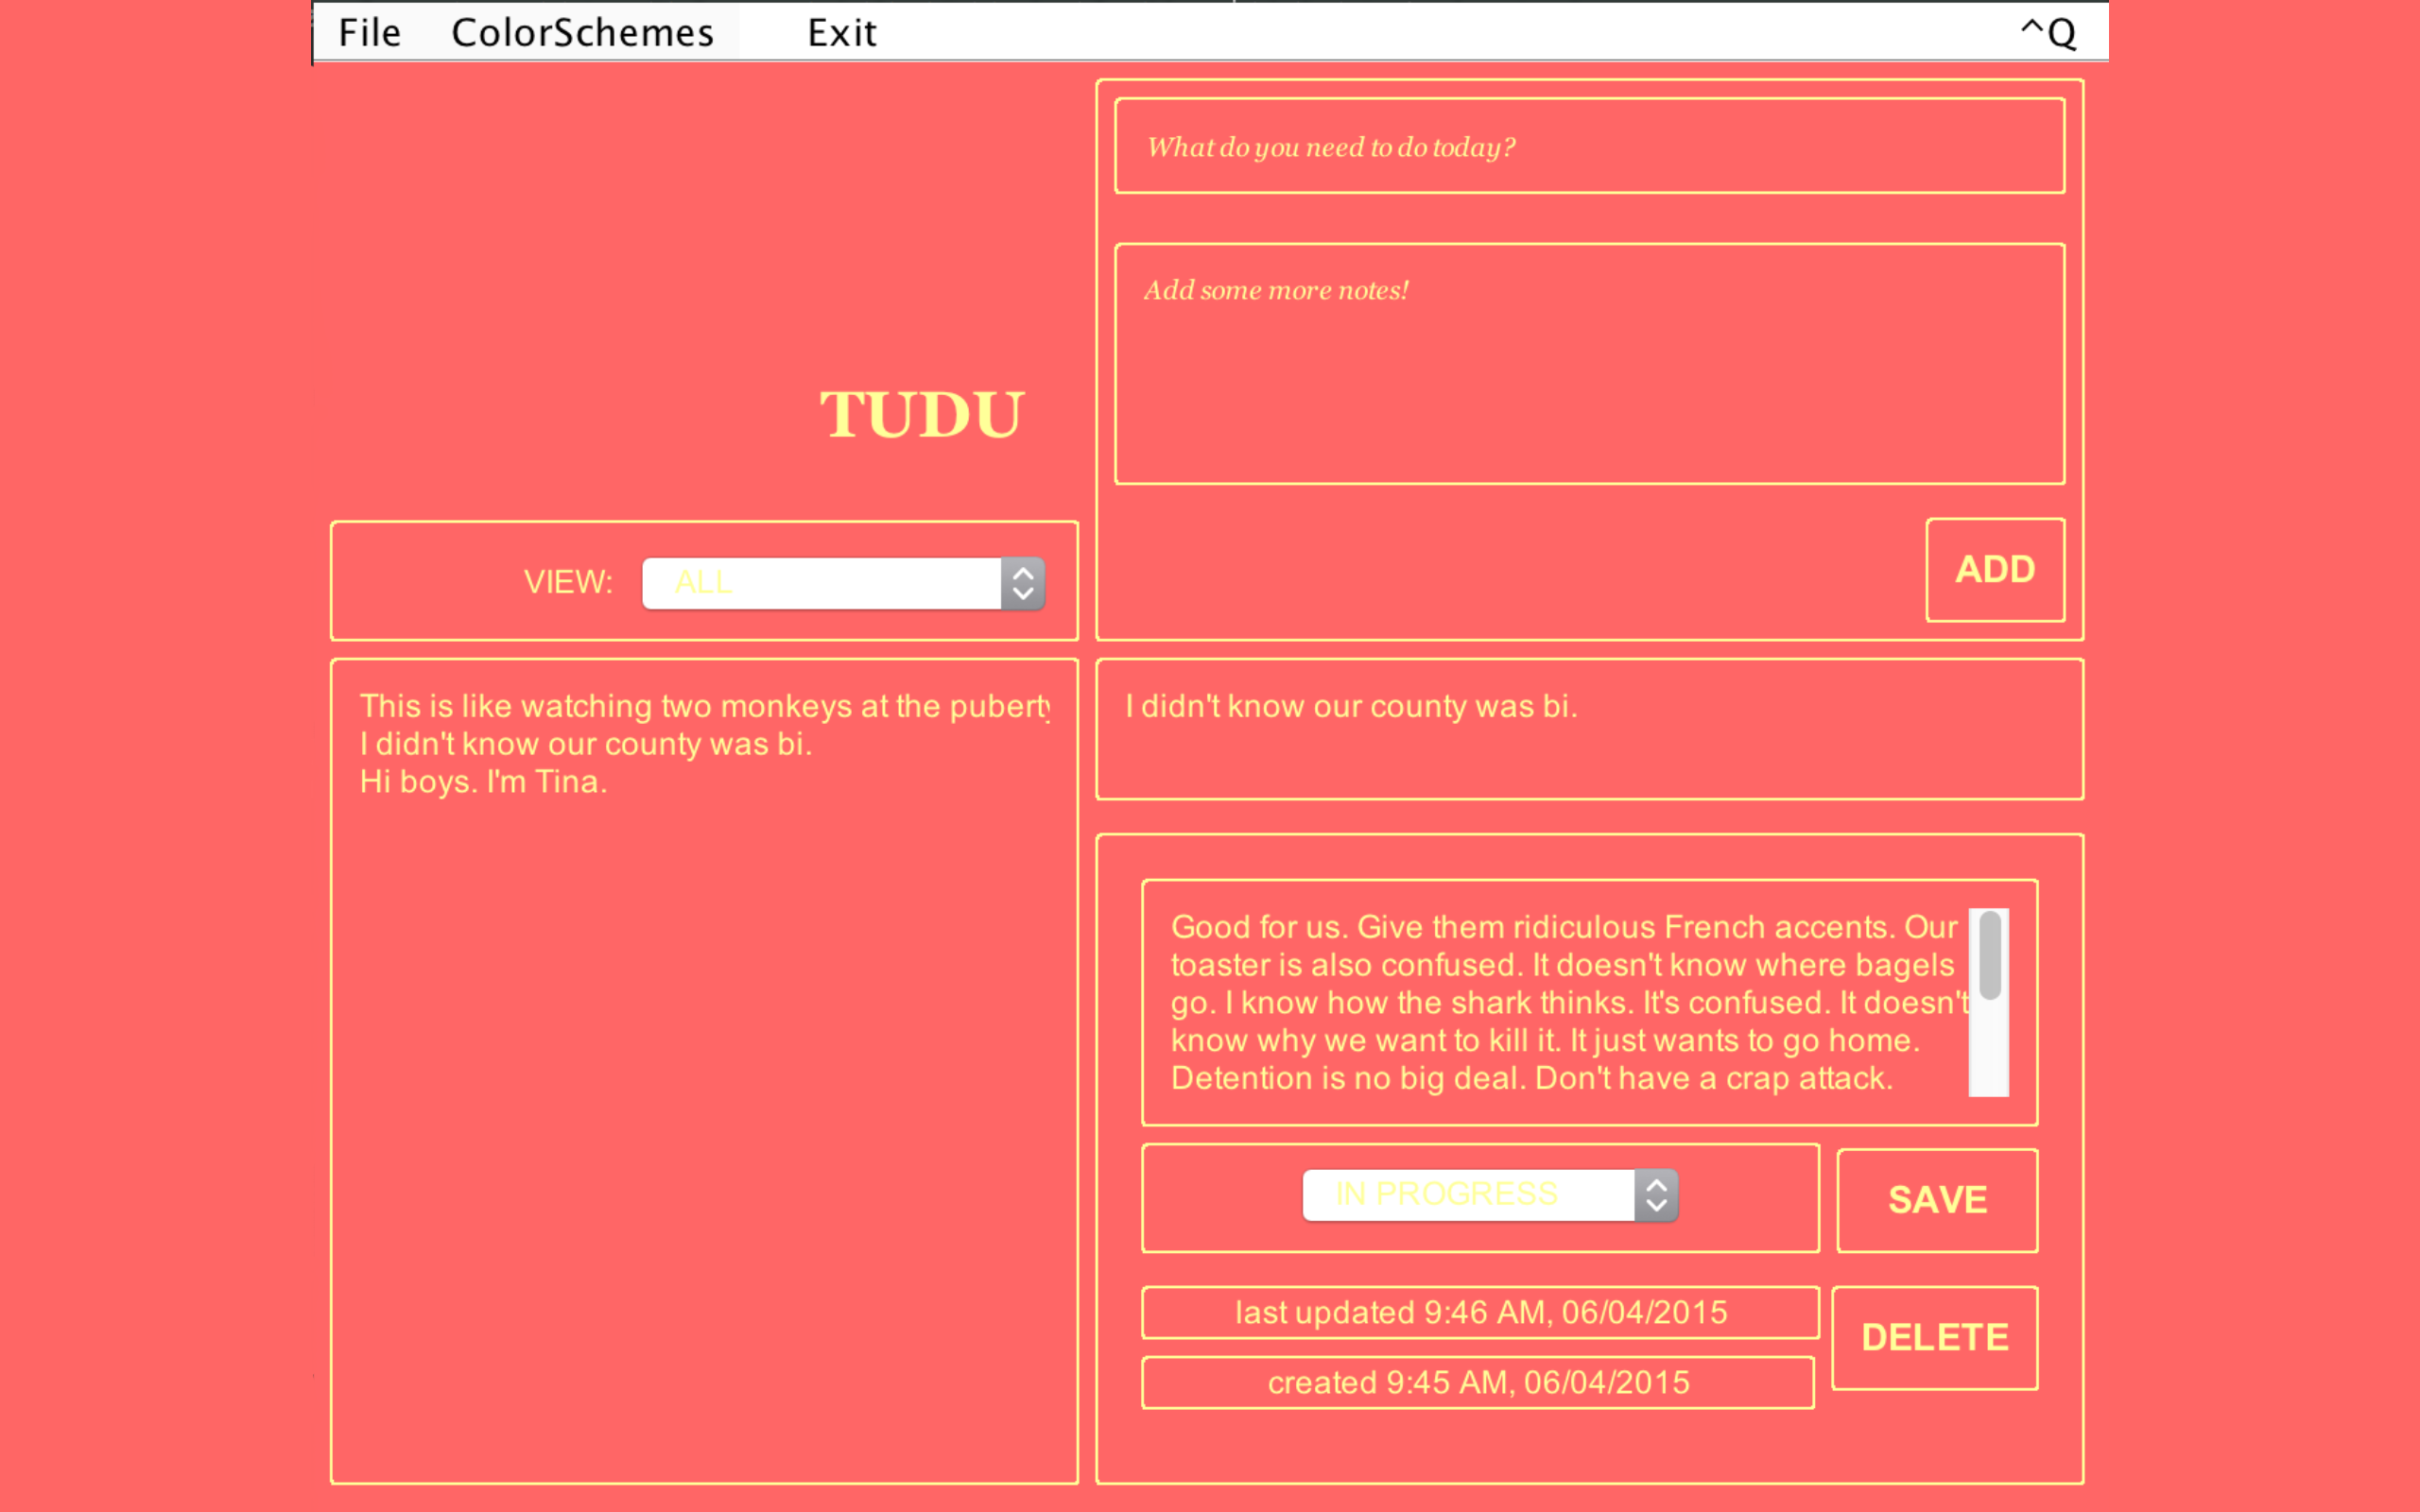 File ColorSchemes Exit ^Q
What do you need to do today?
Add some more notes!
TUDU
VIEW: ALL
ADD
This is like watching two monkeys at the puberty
I didn't know our county was bi.
Hi boys. I'm Tina.
I didn't know our county was bi.
Good for us. Give them ridiculous French accents. Our
toaster is also confused. It doesn't know where bagels
go. I know how the shark thinks. It's confused. It doesn't
know why we want to kill it. It just wants to go home.
Detention is no big deal. Don't have a crap attack.
IN PROGRESS
SAVE
last updated 9:46 AM, 06/04/2015
DELETE
created 9:45 AM, 06/04/2015